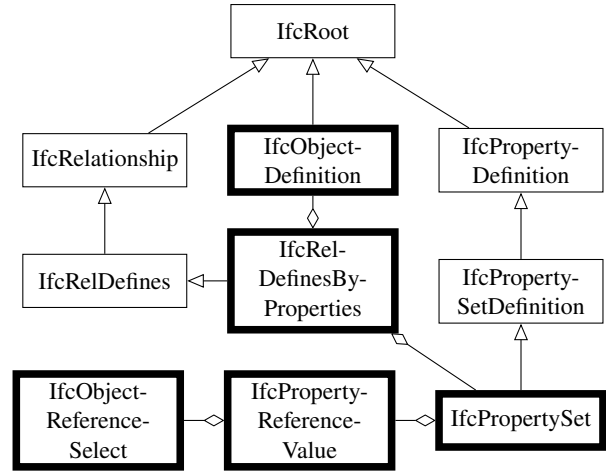 IfcRoot
IfcRelationship
IfcObject-
Definition
IfcProperty-
Definition
IfcRelDefines
IfcRel-
DefinesBy-
Properties
IfcProperty-
SetDefinition
IfcObject-
Reference-
Select
IfcProperty-
Reference-
Value
IfcPropertySet